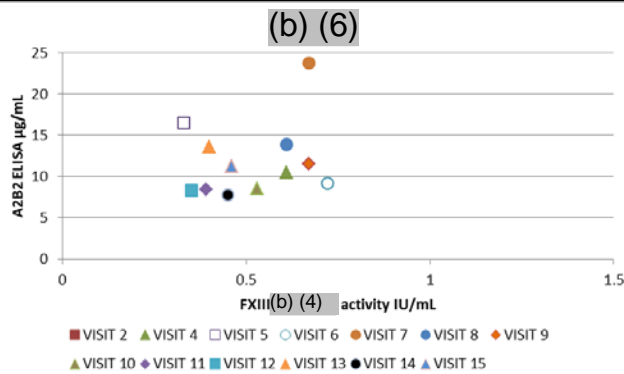 (b) (6)
25
20
15
10
5
0
A2B2 ELISA µg/mL
0 0.5 1 1.5
FXIII (b) (4) activity IU/mL
VISIT 2 VISIT 4 VISIT 5 VISIT 6 VISIT 7 VISIT 8 VISIT 9
VISIT 10 VISIT 11 VISIT 12 VISIT 13 VISIT 14 VISIT 15